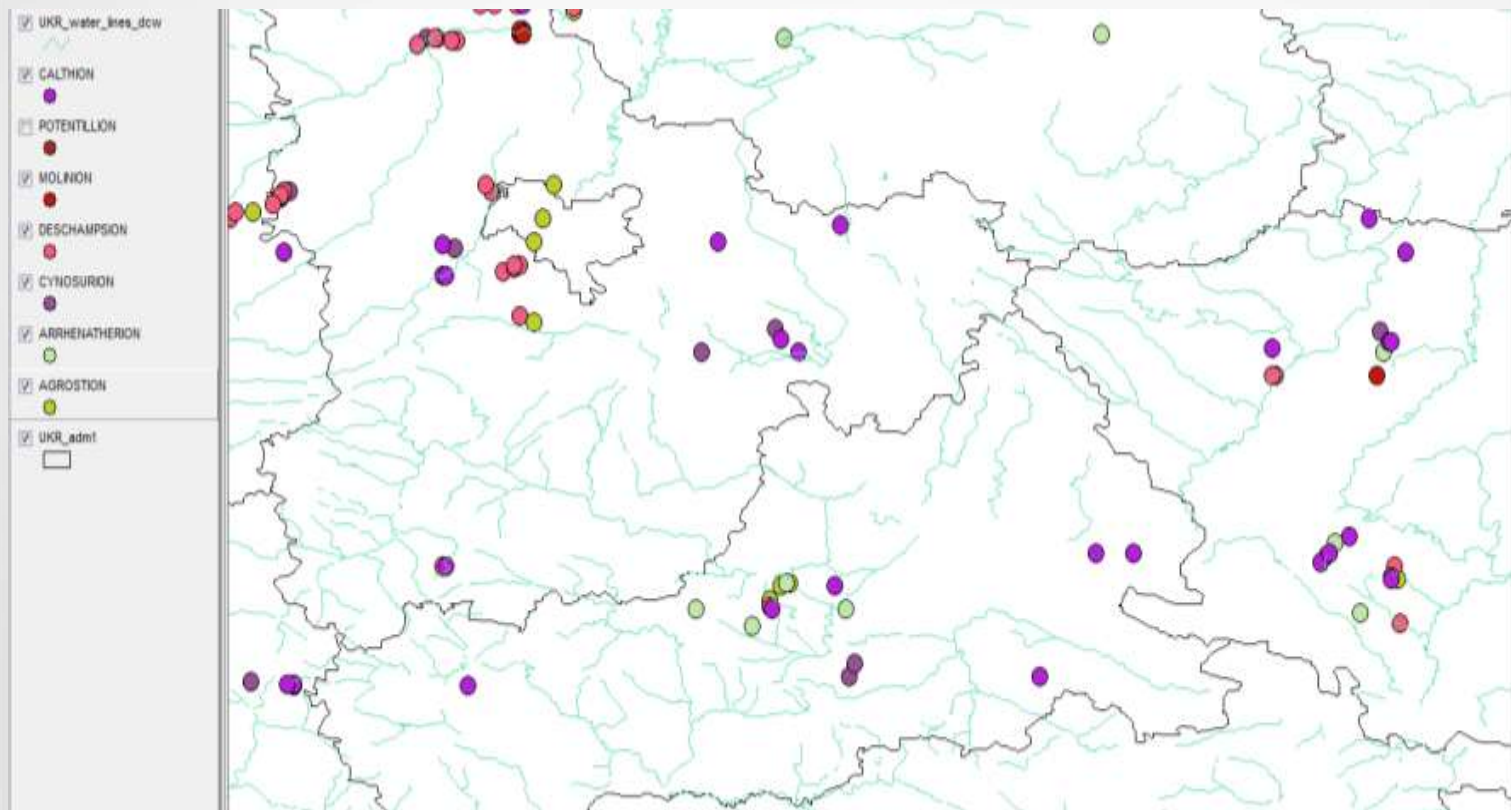 UKR_water_lines_dcw
CALTHION
POTENTILLION
MOLINION
DESCHAMPSION
CYNOSURION
ARRHENATHERION
AGROSTION
UKR_adm1